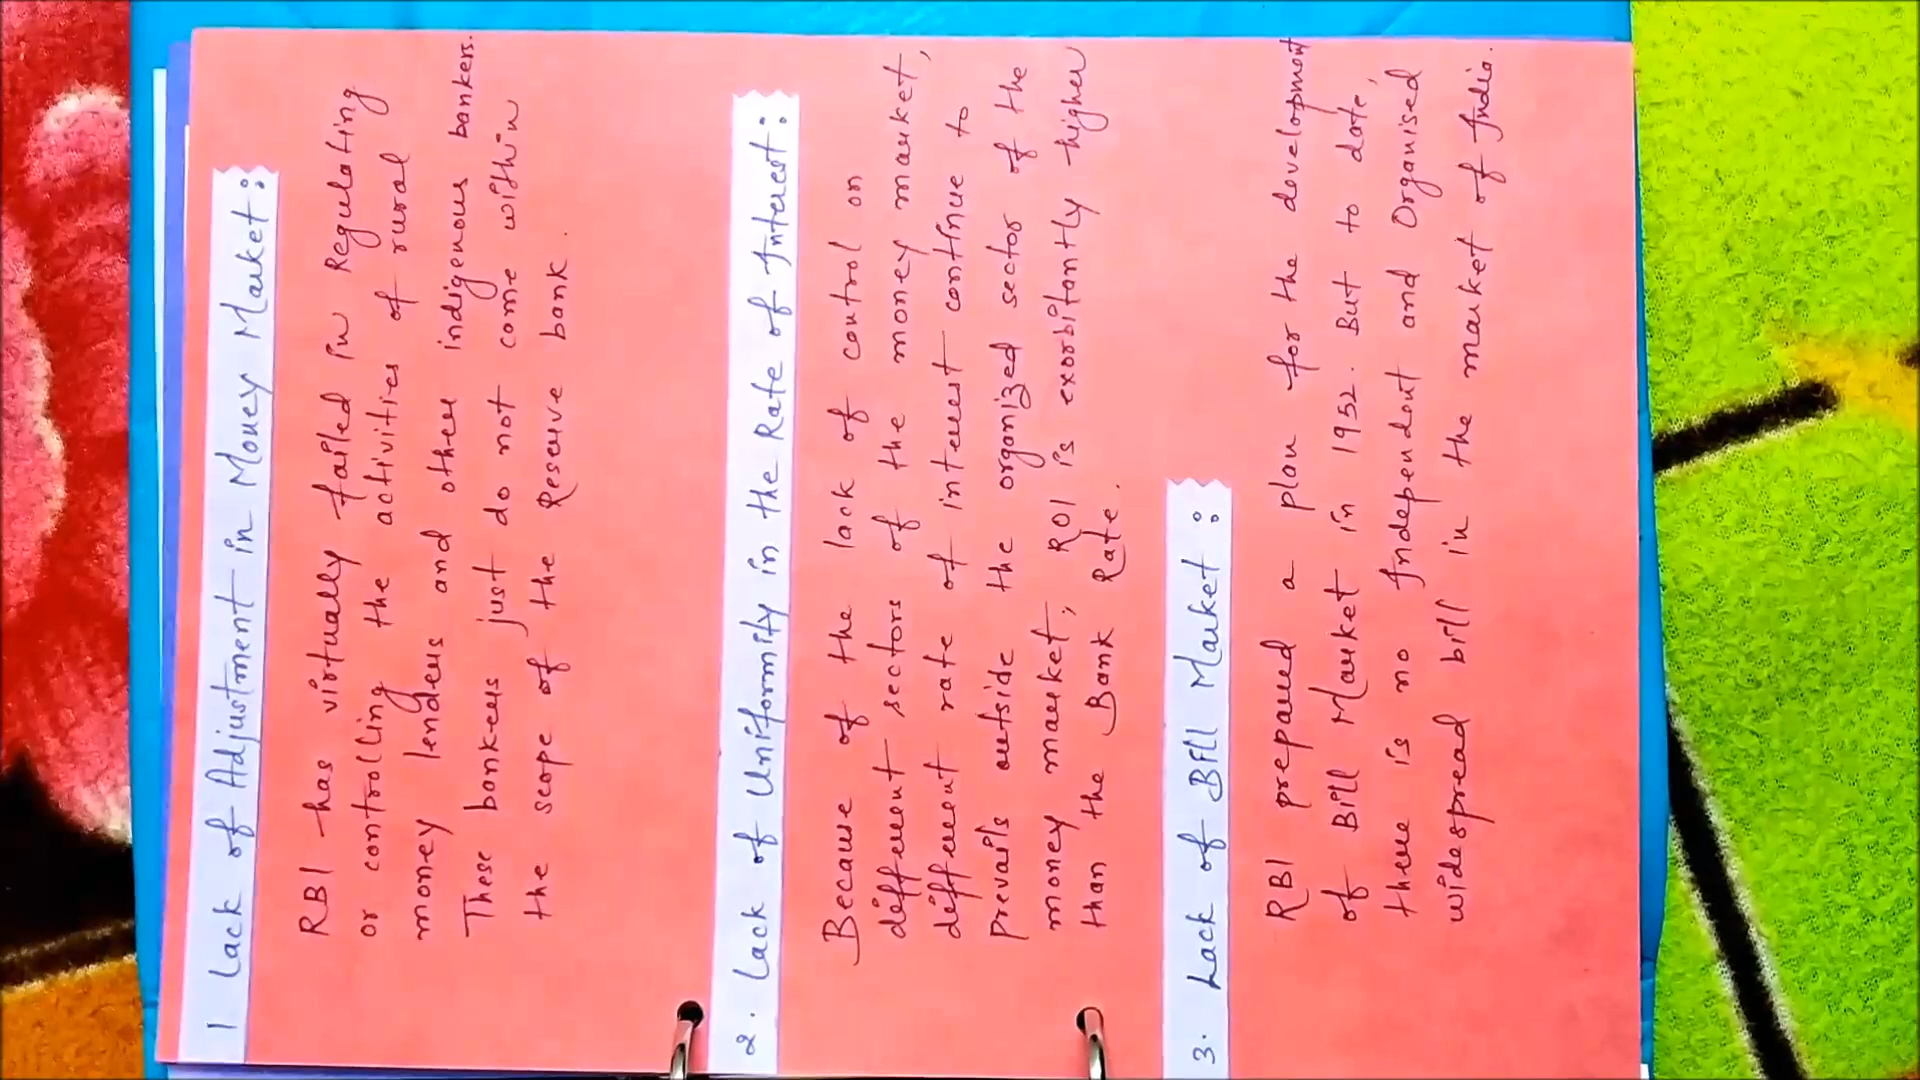 1. Lack of Adjustment in Money Market:
RBI has virtually failed in Regulating
or controlling the activities of rural
money lenders and other indigenous bankers.
These bankers just do not come within
the scope of the Reserve bank.
2. Lack of Uniformity in the Rate of Interest:
Because of the lack of control on
different sectors of the money market,
different rate of interest continue to
Prevails outside the organized sector of the
money market, ROI is exorbitantly higher
than the Bank Rate.
3. Lack of Bill Market:
RBI prepared a plan for the development
of Bill Market in 1952. But to date,
there is no Independent and Organised
widespread bill in the market of India.